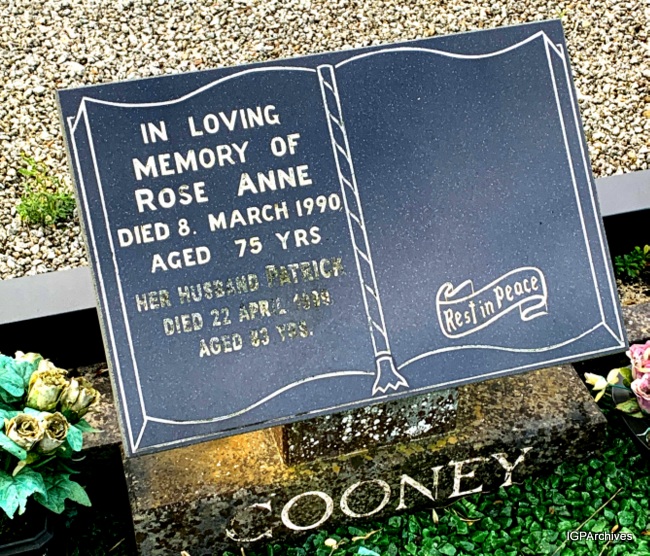 IN LOVING
MEMORY OF
ROSE ANNE
DIED 8. MARCH 1990
AGED 75 YRS
HER HUSBAND PATRICK
DIED 22 APRIL
AGED 83 YRS.
Rest in Peace
COONEY
IGPArchives